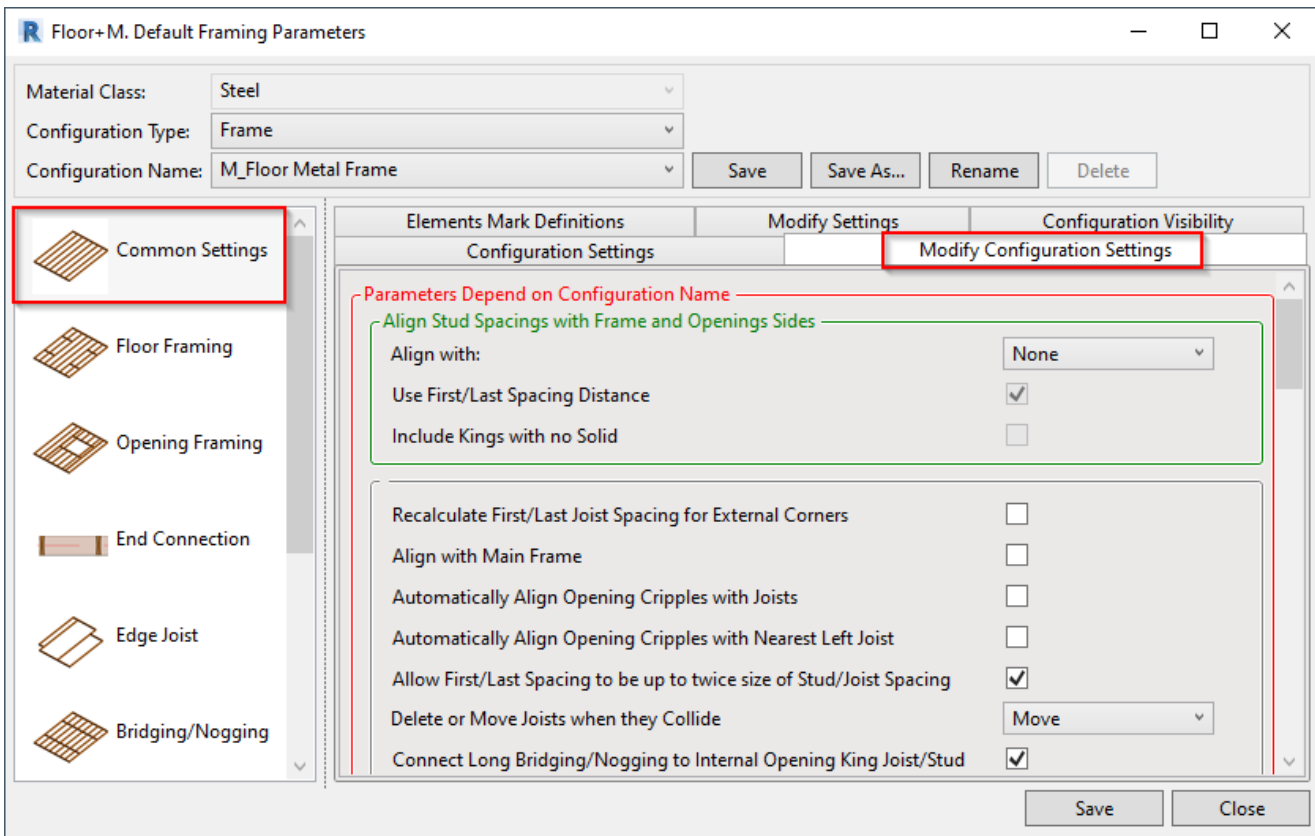 R Floor+M. Default Framing Parameters
Material Class: Steel
Configuration Type: Frame
Configuration Name: M_Floor Metal Frame Save Save As... Rename Delete
Common Settings
Floor Framing
Opening Framing
End Connection
Edge Joist
Bridging/Nogging
Elements Mark Definitions Modify Settings Configuration Visibility
Configuration Settings Modify Configuration Settings
Parameters Depend on Configuration Name
Align Stud Spacings with Frame and Openings Sides
Align with: None
Use First/Last Spacing Distance
Include Kings with no Solid
Recalculate First/Last Joist Spacing for External Corners
Align with Main Frame
Automatically Align Opening Cripples with Joists
Automatically Align Opening Cripples with Nearest Left Joist
Allow First/Last Spacing to be up to twice size of Stud/Joist Spacing
Delete or Move Joists when they Collide Move
Connect Long Bridging/Nogging to Internal Opening King Joist/Stud
Save Close